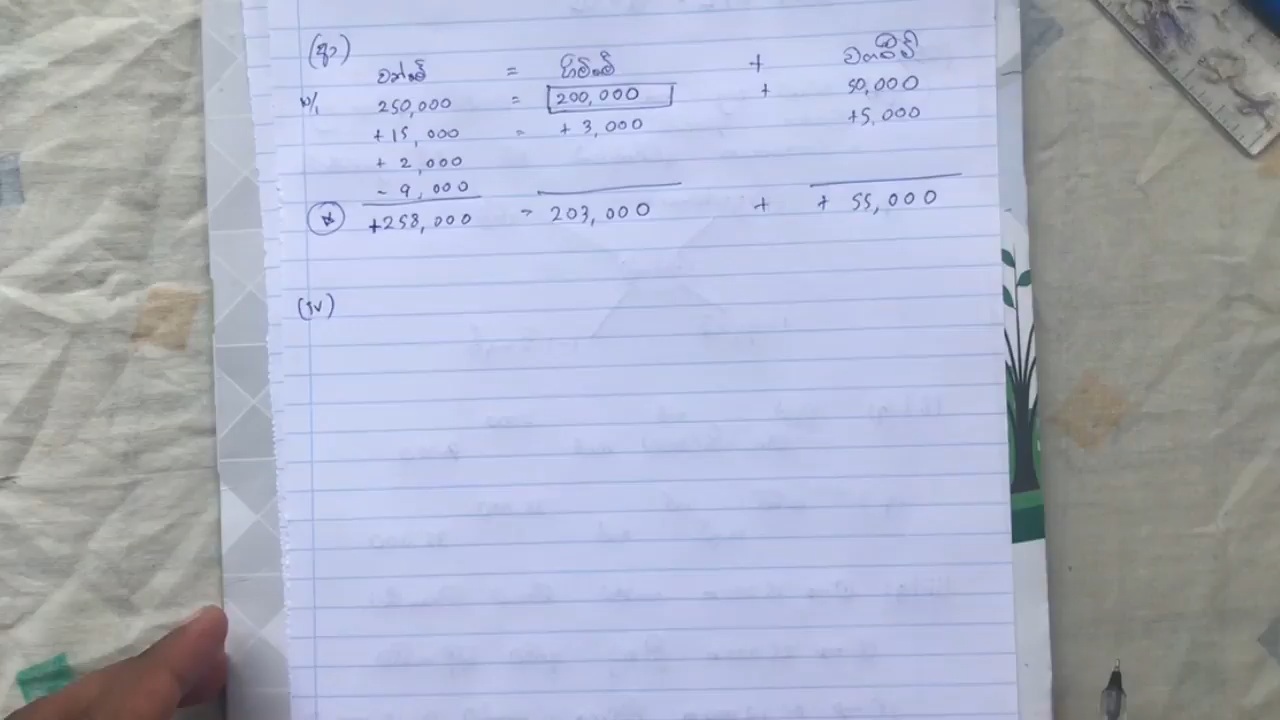 (ආ)
වත්කම් = හිමිකම් + වගකීම්
ශේ/ 250,000 = 200,000 + 50,000
+15,000 = +3,000 +5,000
+2,000
-9,000
+258,000 = 203,000 + + 55,000
(iv)